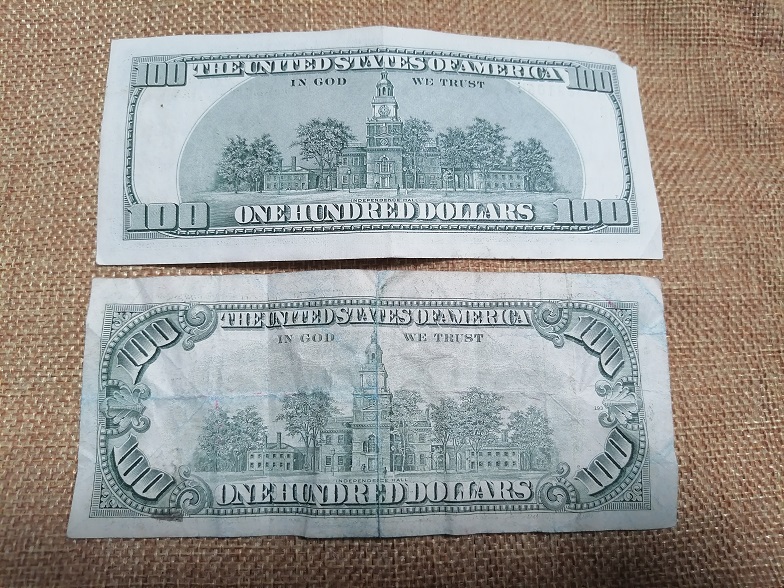 100 THE UNITED STATES OF AMERICA 100
IN GOD WE TRUST
INDEPENDENCE HALL
100 ONE HUNDRED DOLLARS 100
100 THE UNITED STATES OF AMERICA 100
IN GOD WE TRUST
INDEPENDENCE HALL
100 ONE HUNDRED DOLLARS 100